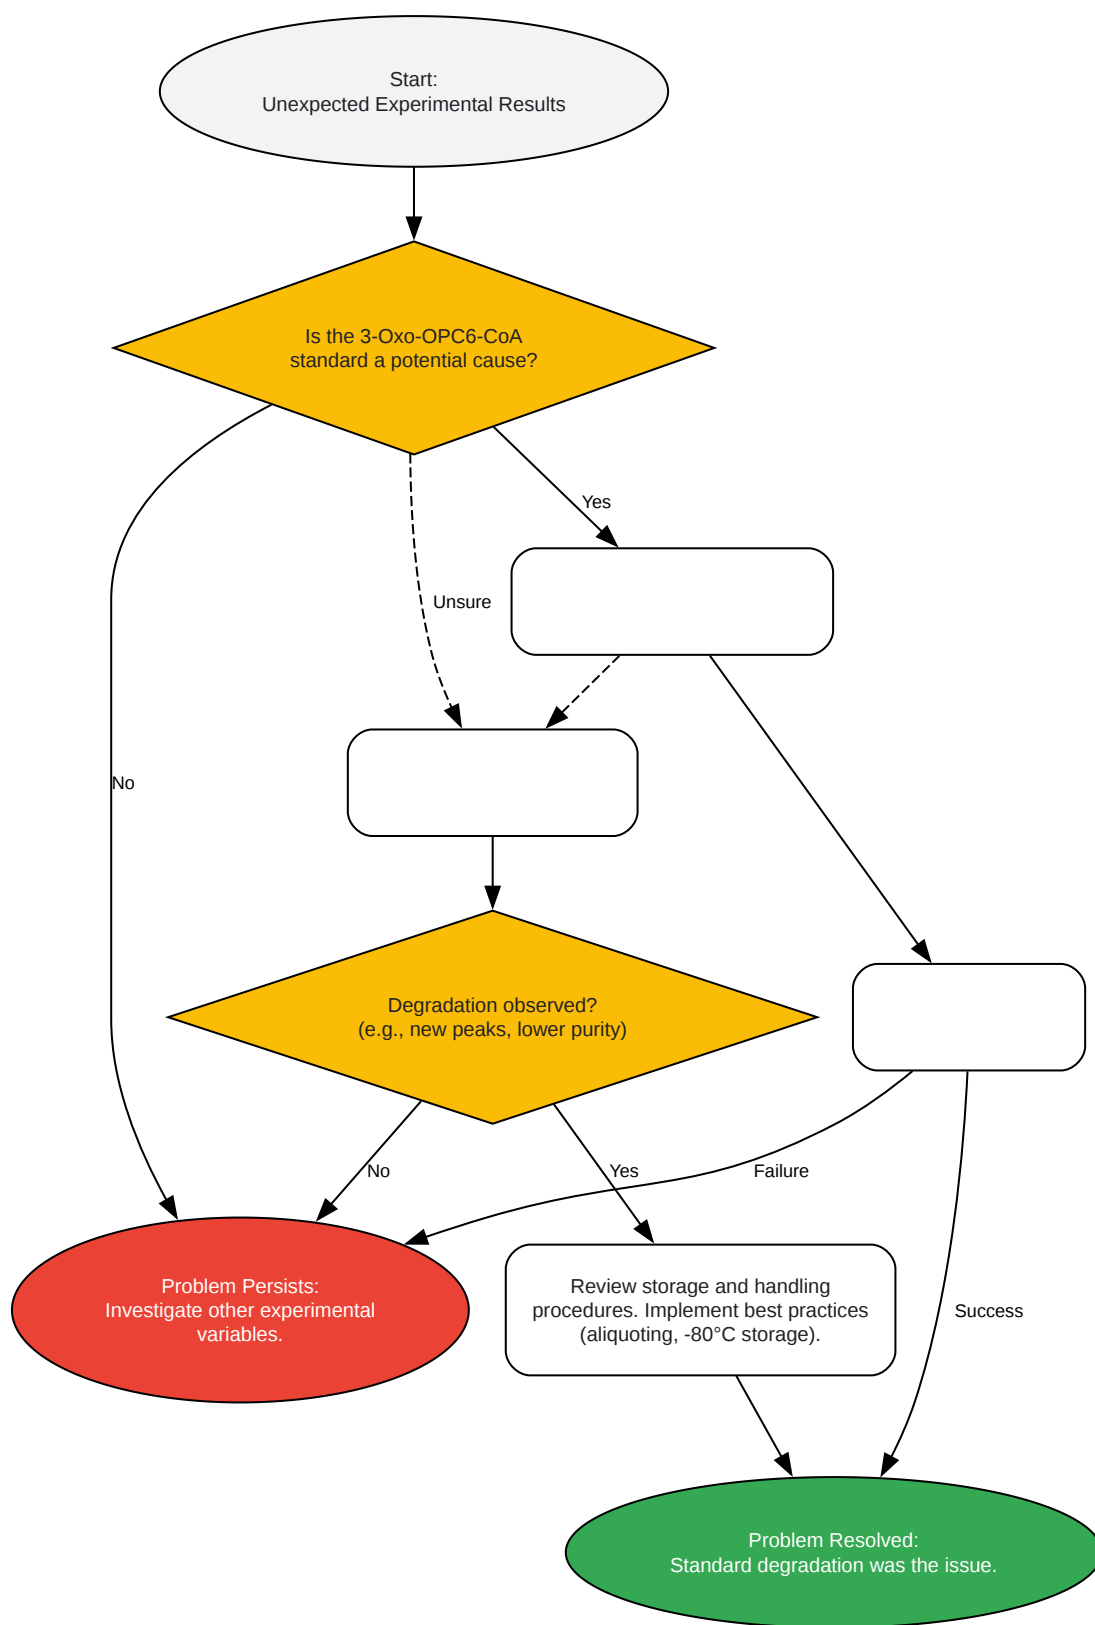 Start:
Unexpected Experimental Results
Is the 3-Oxo-OPC6-CoA
standard a potential cause?
Yes
Unsure
No
Degradation observed?
(e.g., new peaks, lower purity)
No
Yes
Failure
Problem Persists:
Investigate other experimental
variables.
Review storage and handling
procedures. Implement best practices
(aliquoting, -80°C storage).
Success
Problem Resolved:
Standard degradation was the issue.